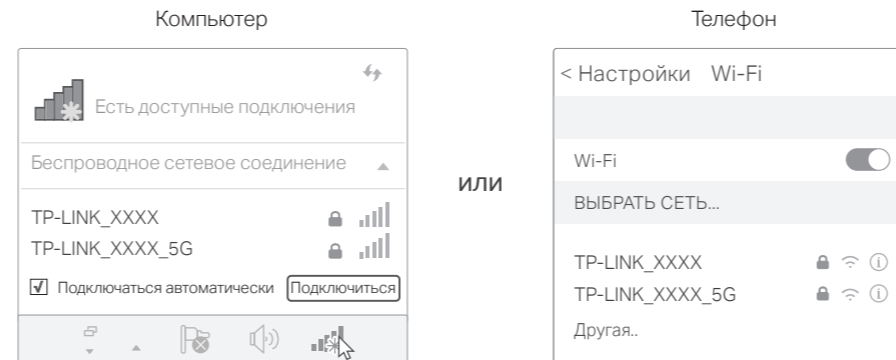 Компьютер
Есть доступные подключения
Беспроводное сетевое соединение
TP-LINK_XXXX
TP-LINK_XXXX_5G
Подключаться автоматически Подключиться
или
Телефон
< Настройки Wi-Fi
Wi-Fi
ВЫБРАТЬ СЕТЬ...
TP-LINK_XXXX
TP-LINK_XXXX_5G
Другая..